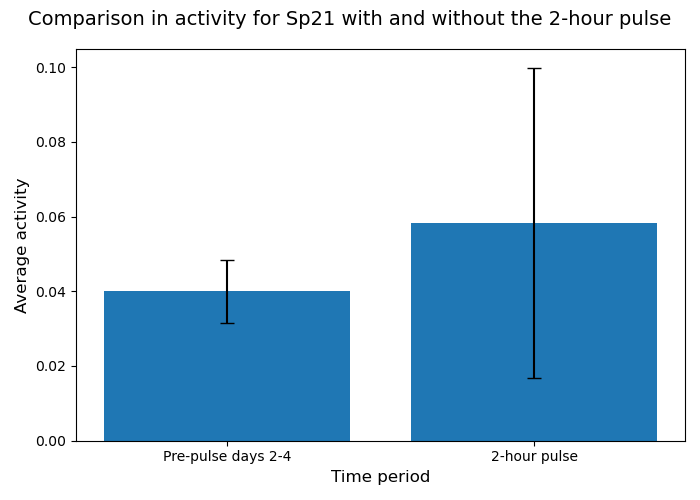 Comparison in activity for Sp21 with and without the 2-hour pulse
0.10
0.08
0.06
0.04
0.02
0.00
Average activity
Pre-pulse days 2-4
2-hour pulse
Time period